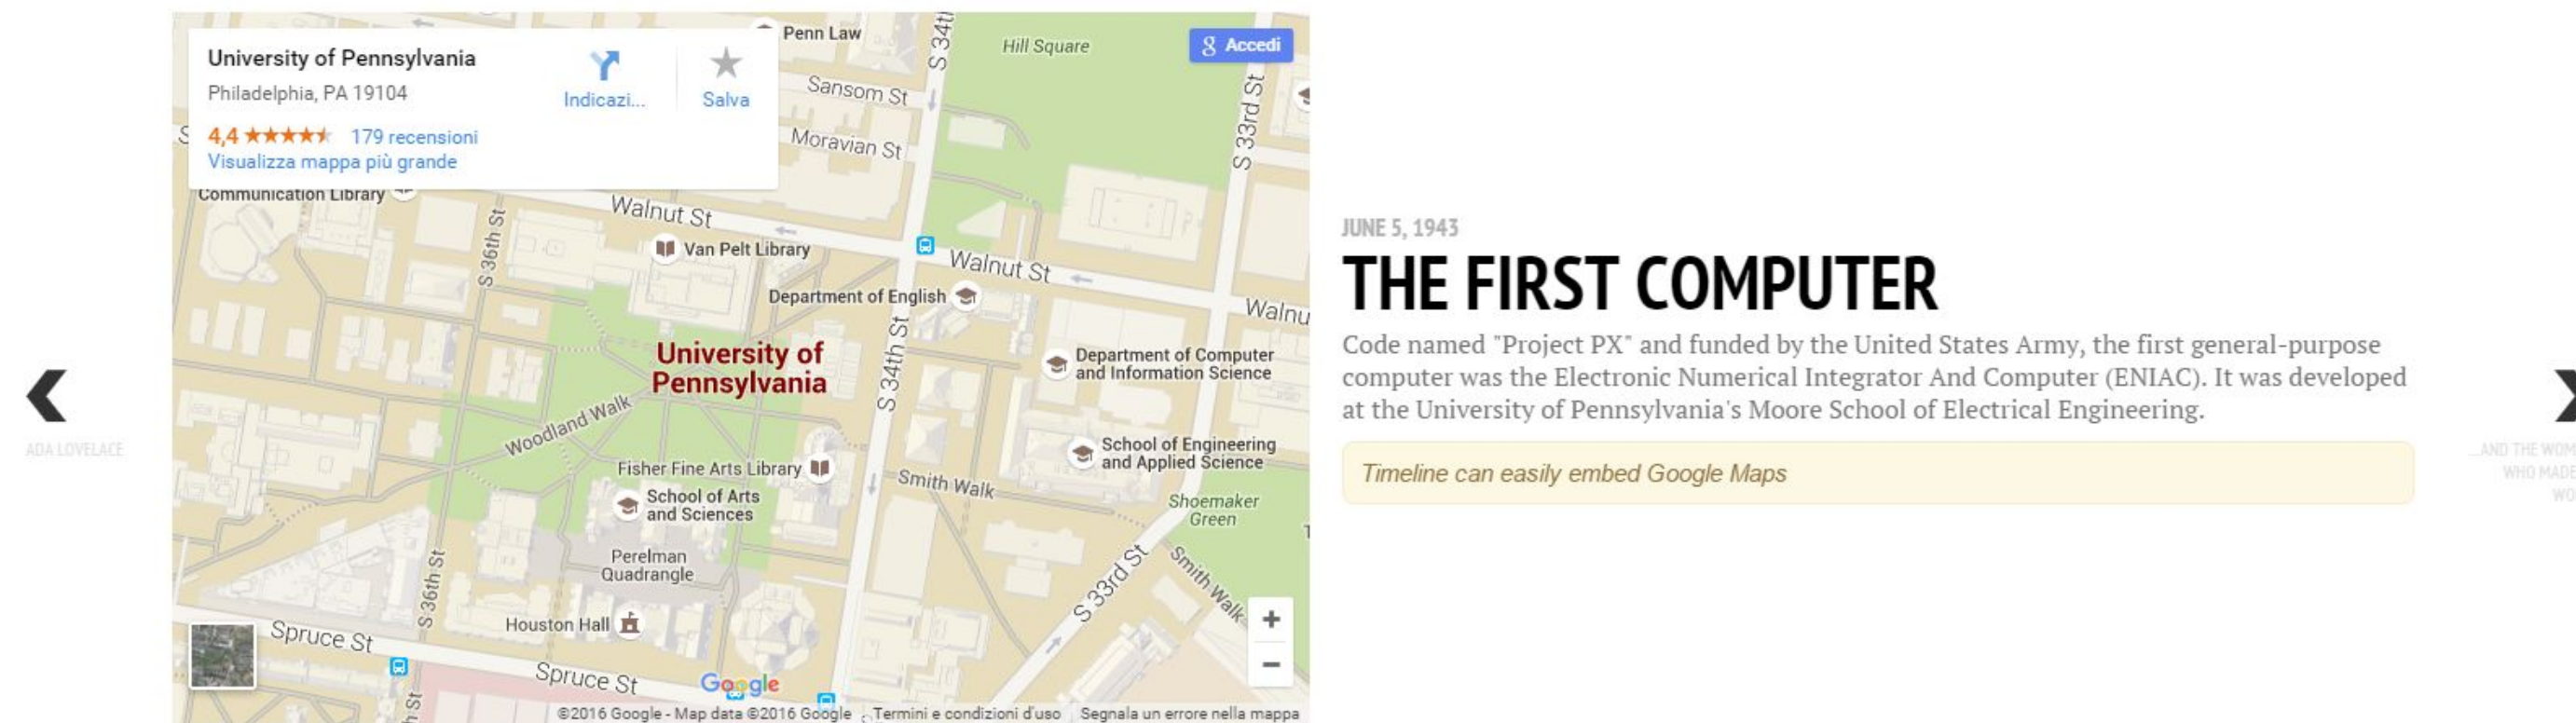 Penn Law
S 34th
Hill Square
g Accedi
University of Pennsylvania
Philadelphia, PA 19104
Indicazi...
Salva
4,4
179 recensioni
Visualizza mappa più grande
Sansom St
Moravian St
S 33rd St
Communication Library
S 36th St
Walnut St
Van Pelt Library
Walnut St
Department of English
Walnu
University of
Pennsylvania
S 34th St
Department of Computer
and Information Science
Woodland Walk
School of Engineering
and Applied Science
Fisher Fine Arts Library
Smith Walk
School of Arts
and Sciences
Shoemaker
Green
Perelman
Quadrangle
S 36th St
S 33rd St
Smith Walk
Houston Hall
Spruce St
Spruce St
h St
+
−
Google
©2016 Google - Map data ©2016 Google
Termini e condizioni d'uso
Segnala un errore nella mappa
ADA LOVELACE
JUNE 5, 1943
THE FIRST COMPUTER
Code named "Project PX" and funded by the United States Army, the first general-purpose
computer was the Electronic Numerical Integrator And Computer (ENIAC). It was developed
at the University of Pennsylvania's Moore School of Electrical Engineering.
Timeline can easily embed Google Maps
...AND THE WOM
WHO MADE
WO